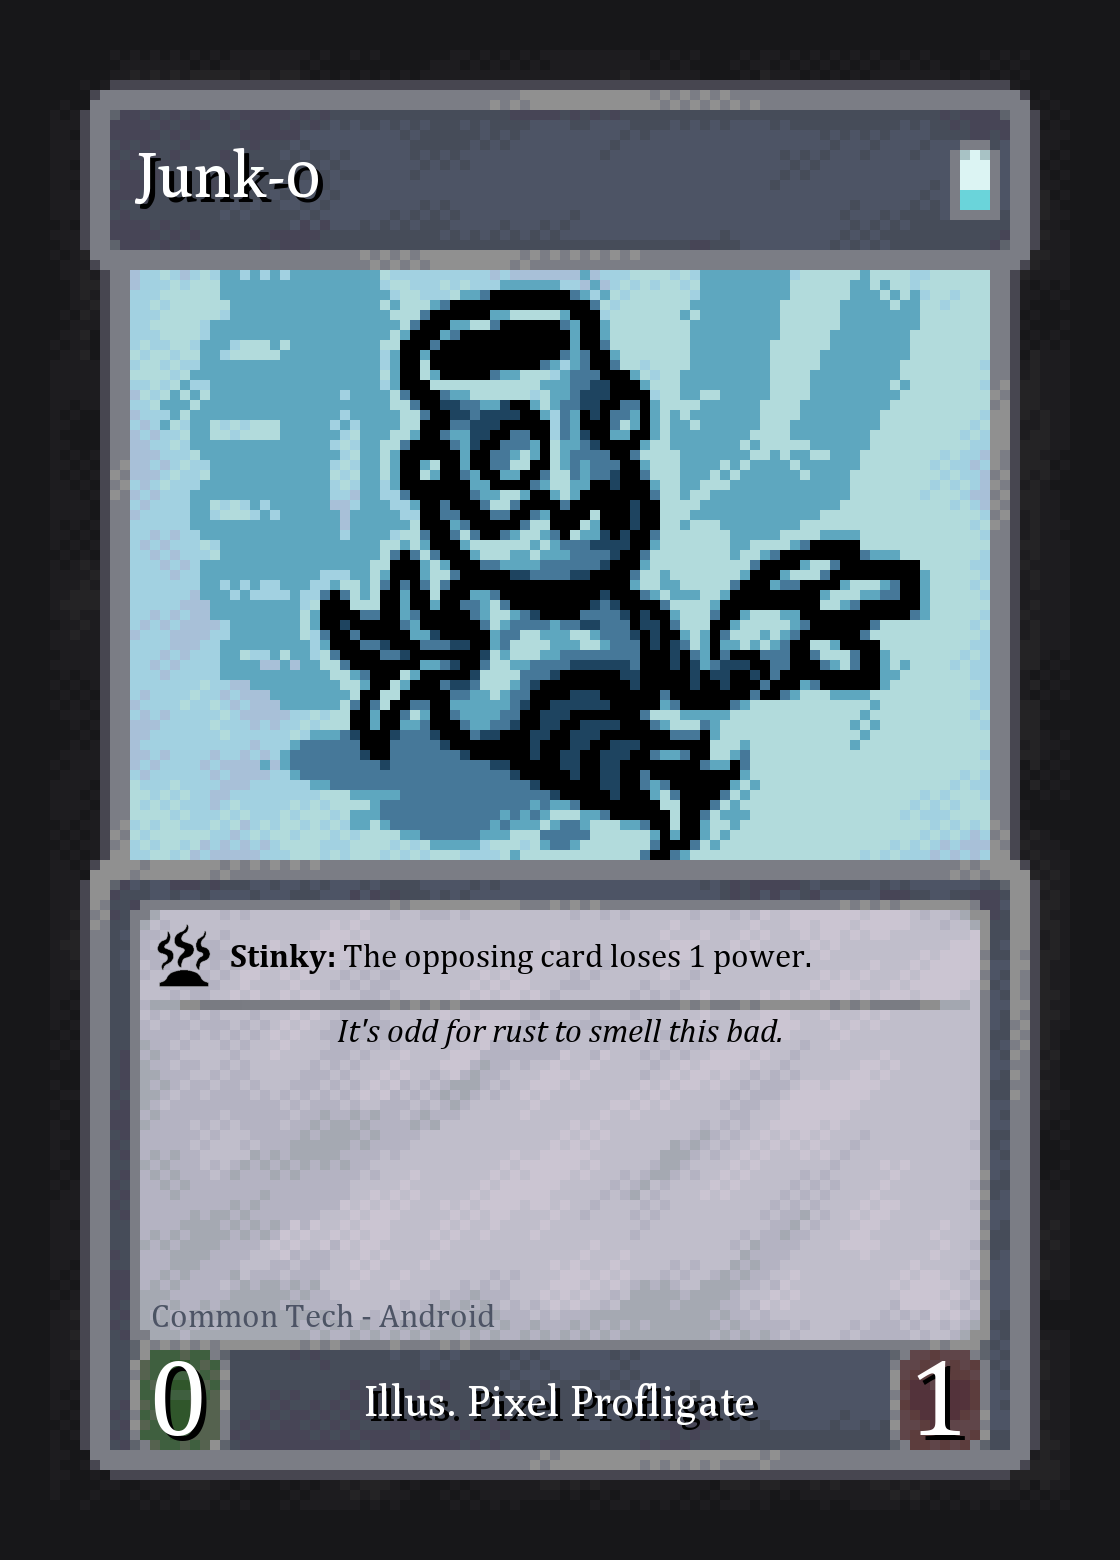 Junk-o
Stinky: The opposing card loses 1 power.
It's odd for rust to smell this bad.
Common Tech - Android
0 Illus. Pixel Profligate 1